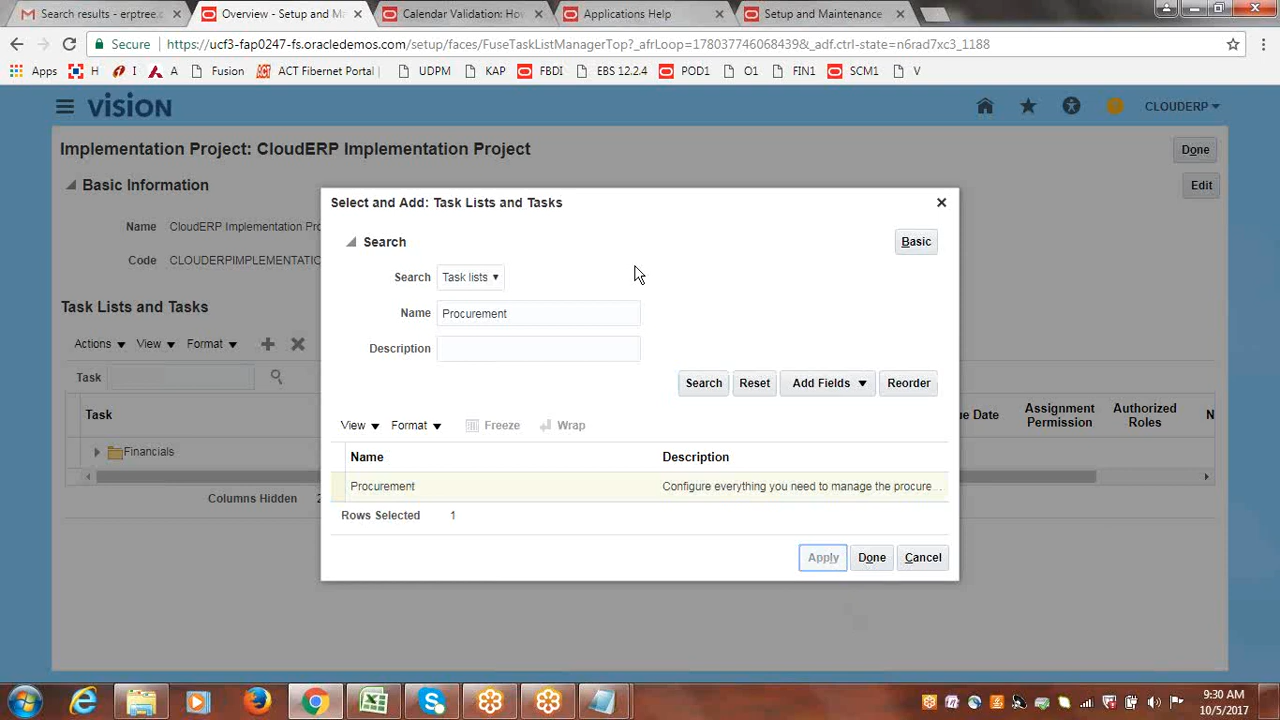 Search results - erptree.c
Overview - Setup and Ma
Calendar Validation: How
Applications Help
Setup and Maintenance
Secure
https://ucf3-fap0247-fs.oracledemos.com/setup/faces/FuseTaskListManagerTop?_afrLoop=1780377460684398&_adf.ctrl-state=n6rad7xc3_1188
Apps
H
I
A
Fusion
ACT Fibernet Portal
UDPM
KAP
FBDI
EBS 12.2.4
POD1
O1
FIN1
SCM1
V
VISION
CLOUDERP
Implementation Project: CloudERP Implementation Project
Done
Basic Information
Edit
Name CloudERP Implementation Pro
Code CLOUDERPIMPLEMENTATIO
Task Lists and Tasks
Actions View Format
Task
Task
ue Date
Assignment
Permission
Authorized
Roles
N
Financials
Columns Hidden 2
Select and Add: Task Lists and Tasks
Search
Basic
Search Task lists
Name Procurement
Description
Search Reset Add Fields Reorder
View Format Freeze Wrap
Name Description
Procurement Configure everything you need to manage the procure...
Rows Selected 1
Apply Done Cancel
9:30 AM
10/5/2017